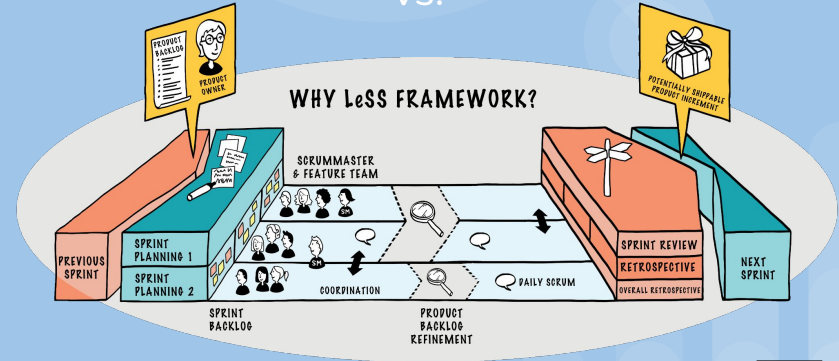 vs.
PRODUCT
BACKLOG
PRODUCT
OWNER
POTENTIALLY SHIPPABLE
PRODUCT INCREMENT
WHY LeSS FRAMEWORK?
SCRUMMASTER
& FEATURE TEAM
SM
SM
PREVIOUS
SPRINT
SPRINT
PLANNING 1
SPRINT
PLANNING 2
SPRINT REVIEW
RETROSPECTIVE
OVERALL RETROSPECTIVE
NEXT
SPRINT
COORDINATION
DAILY SCRUM
SPRINT
BACKLOG
PRODUCT
BACKLOG
REFINEMENT